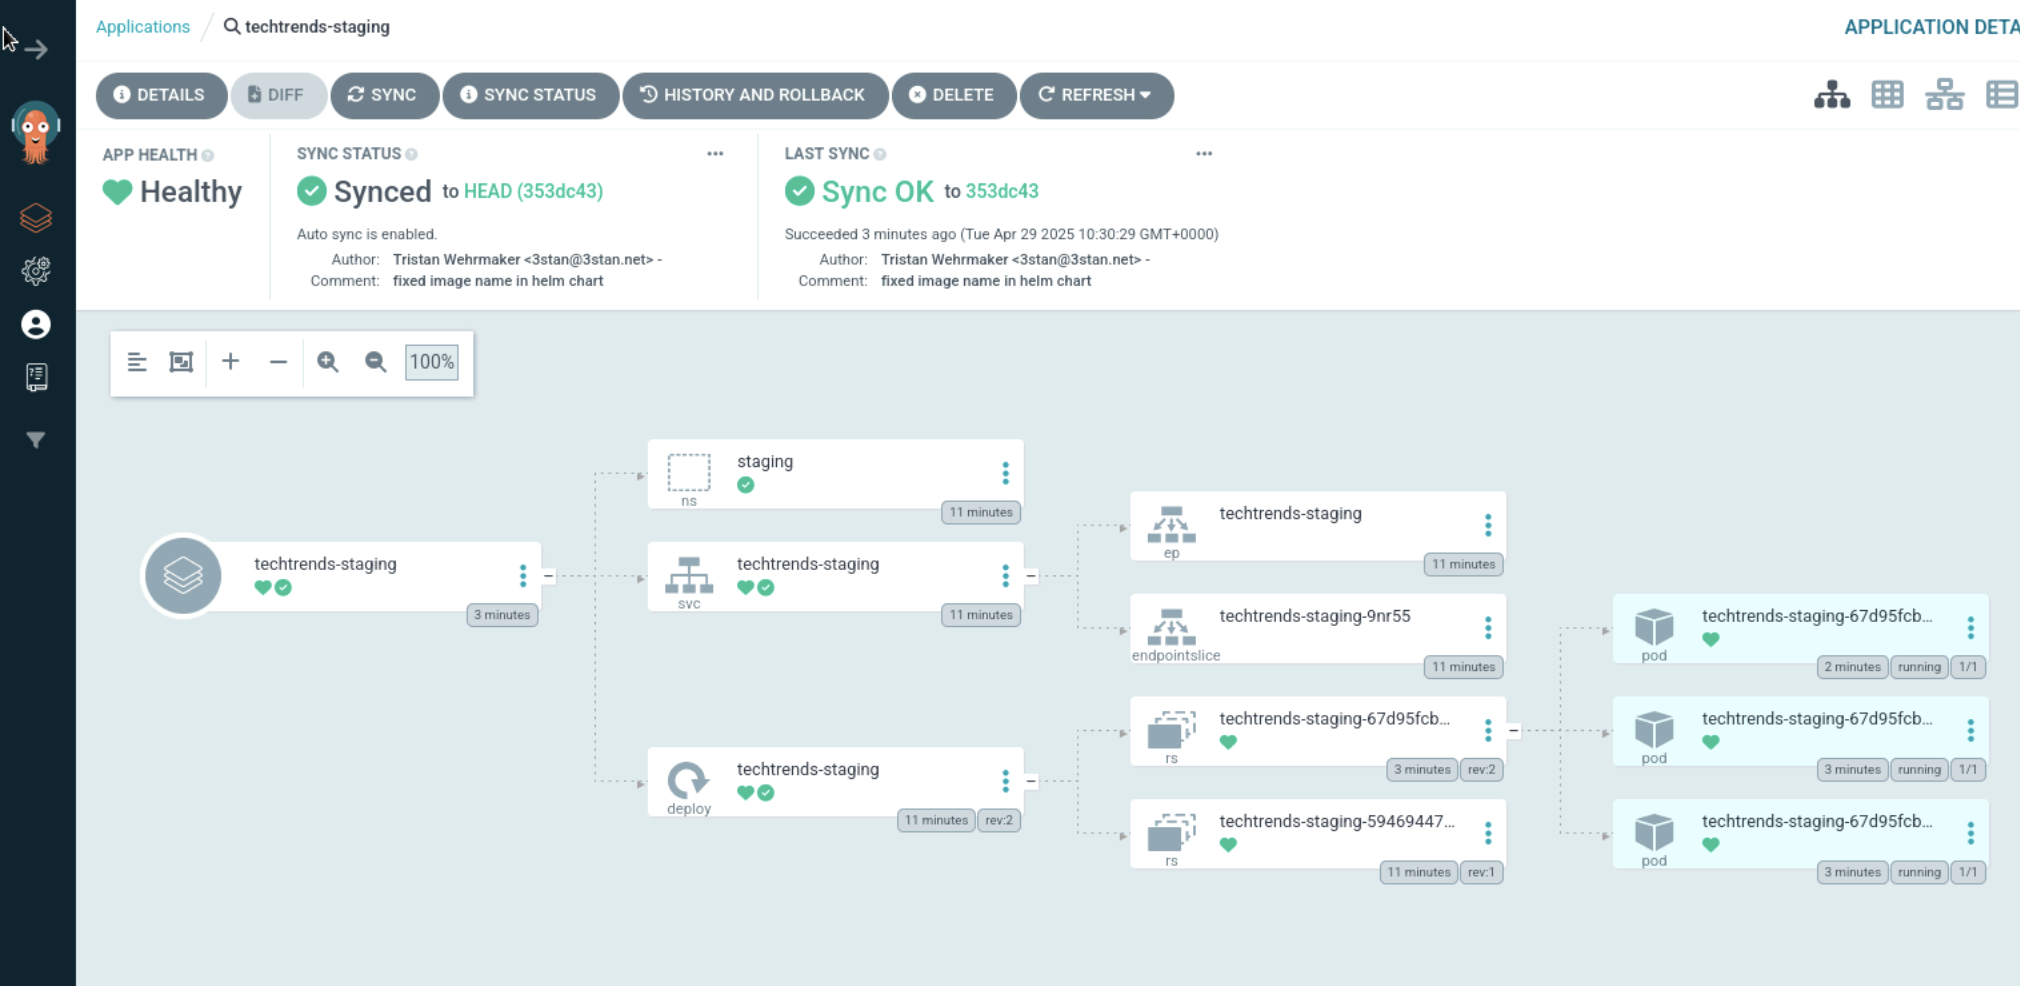 Applications / techtrends-staging
APPLICATION DETA
DETAILS DIFF SYNC SYNC STATUS HISTORY AND ROLLBACK DELETE REFRESH
APP HEALTH
Healthy
SYNC STATUS
Synced to HEAD (353dc43)
Auto sync is enabled.
Author: Tristan Wehrmaker <3stan@3stan.net> -
Comment: fixed image name in helm chart
LAST SYNC
Sync OK to 353dc43
Succeeded 3 minutes ago (Tue Apr 29 2025 10:30:29 GMT+0000)
Author: Tristan Wehrmaker <3stan@3stan.net> -
Comment: fixed image name in helm chart
100%
techtrends-staging
3 minutes
staging
ns
11 minutes
techtrends-staging
svc
11 minutes
techtrends-staging
deploy
11 minutes rev:2
techtrends-staging
ep
11 minutes
techtrends-staging-9nr55
endpointslice
11 minutes
techtrends-staging-67d95fcb...
rs
3 minutes rev:2
techtrends-staging-59469447...
rs
11 minutes rev:1
techtrends-staging-67d95fcb...
pod
2 minutes running 1/1
techtrends-staging-67d95fcb...
pod
3 minutes running 1/1
techtrends-staging-67d95fcb...
pod
3 minutes running 1/1